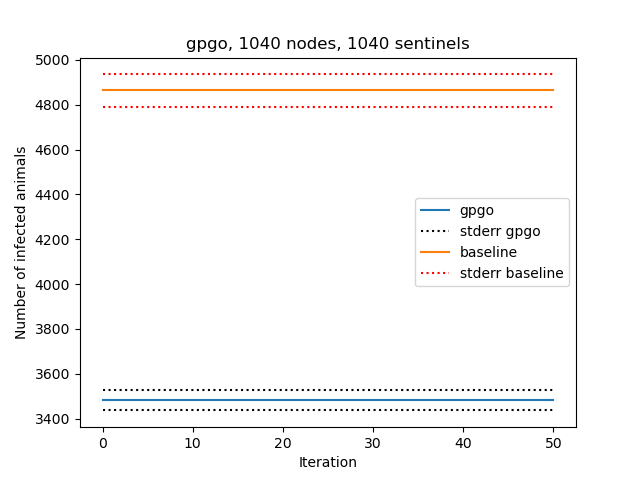 gpgo, 1040 nodes, 1040 sentinels
5000
4800
4600
4400
4200
4000
3800
3600
3400
Number of infected animals
gpgo
stderr gpgo
baseline
stderr baseline
0 10 20 30 40 50
Iteration